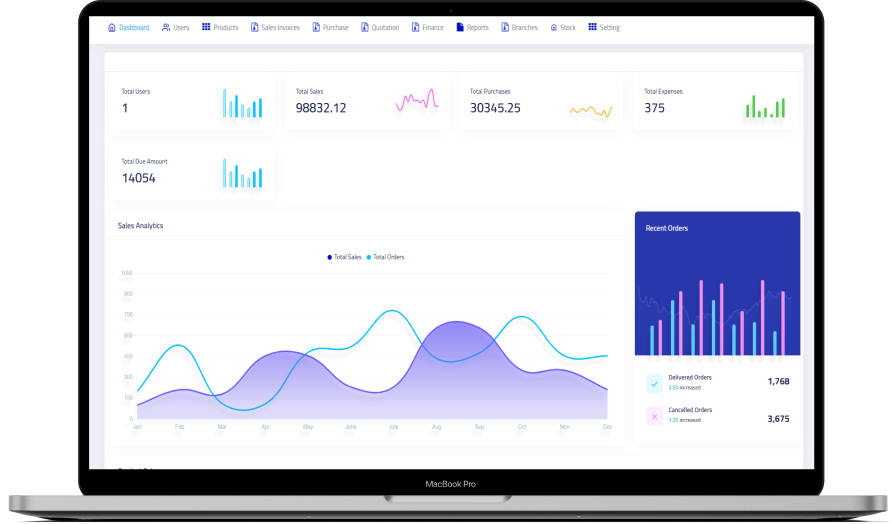 Dashboard Users Products Sales Invoices Purchase Quotation Finance Reports Branches Stock Setting
Total Users
1
Total Sales
98832.12
Total Purchases
30345.25
Total Expenses
375
Total Due Amount
14054
Sales Analytics
Total Sales Total Orders
1050
900
750
600
450
300
150
0
Jan Feb Mar Apr May June July Aug Sep Oct Nov Dec
Recent Orders
Delivered Orders
1,768
3.5% increased
Cancelled Orders
3,675
1.2% increased
MacBook Pro